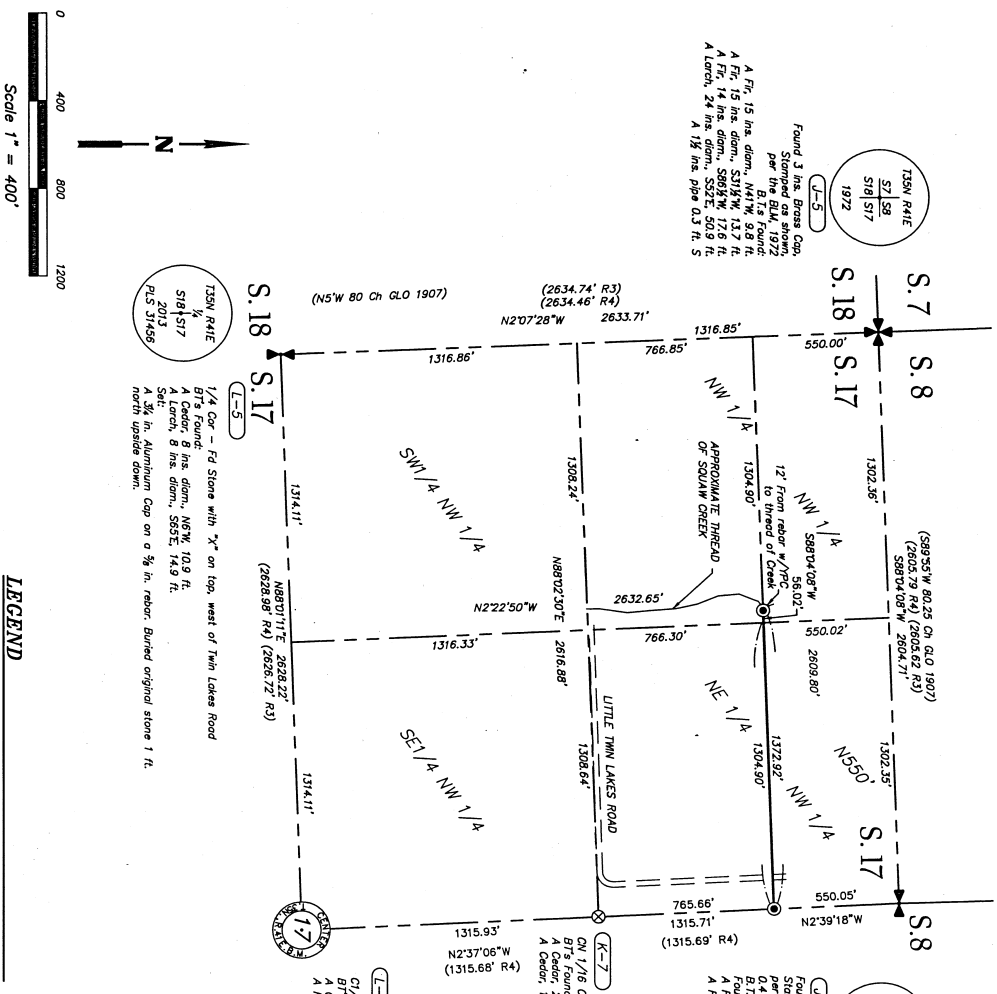 0
400
800
1200
Scale 1" = 400'
N
T35N R41E
S7 S8
S18 S17
1972
J-5
Found 3 ins. Brass Cap,
Stamped as shown,
per the BLM, 1972
B.T.s Found:
A Fir, 15 ins. diam., N41°W, 9.8 ft.
A Fir, 15 ins. diam., S31½°W, 13.7 ft.
A Fir, 14 ins. diam., S86½°W, 17.6 ft.
A Larch, 24 ins. diam., S52°E, 50.9 ft.
A 1½ ins. pipe 0.3 ft. S
S. 7
S. 8
S. 18
S. 17
(S89°55'W 80.25 Ch GLO 1907)
(2605.79 R4) (2605.62 R3)
S88°04'08"W 2604.71'
1302.36'
1302.35'
S. 17
S. 8
550.00'
550.02'
550.05'
N2°39'18"W
NW 1/4
S88°04'08"W
56.02'
2609.80'
N550'
NW 1/4
12' From rebar w/YPC
to thread of Creek
1304.90'
1372.92'
1304.90'
(2634.74' R3)
(2634.46' R4)
N2°07'28"W
2633.71'
(N5°W 80 Ch GLO 1907)
1316.85'
766.85'
NW 1/4
APPROXIMATE THREAD
OF SQUAW CREEK
2632.65'
N2°22'50"W
766.30'
NE 1/4
LITTLE TWIN LAKES ROAD
765.66'
1315.71'
(1315.69' R4)
1308.24'
N88°02'30"E
2616.88'
1308.64'
K-7
CN 1/16 C
BT's Found
A Cedar,
A Cedar,
1316.86'
SW1/4 NW 1/4
1316.33'
SE1/4 NW 1/4
1315.93'
N2°37'06"W
(1315.68' R4)
S. 18
S. 17
1314.11'
N88°01'11"E 2628.22'
(2628.98' R4) (2626.72' R3)
1314.11'
CENTER
17
T.35N., R.41E.B.M.
T35N R41E
1/4
S18 S17
2013
PLS 31456
L-5
1/4 Cor - Fd Stone with "X" on top, west of Twin Lakes Road
BT's Found:
A Cedar, 8 ins. diam., N6°W, 10.9 ft.
A Larch, 8 ins. diam., S65°E, 14.9 ft.
Set:
A 3¼ in. Aluminum Cap on a ⅝ in. rebar. Buried original stone 1 ft.
north upside down.
LEGEND